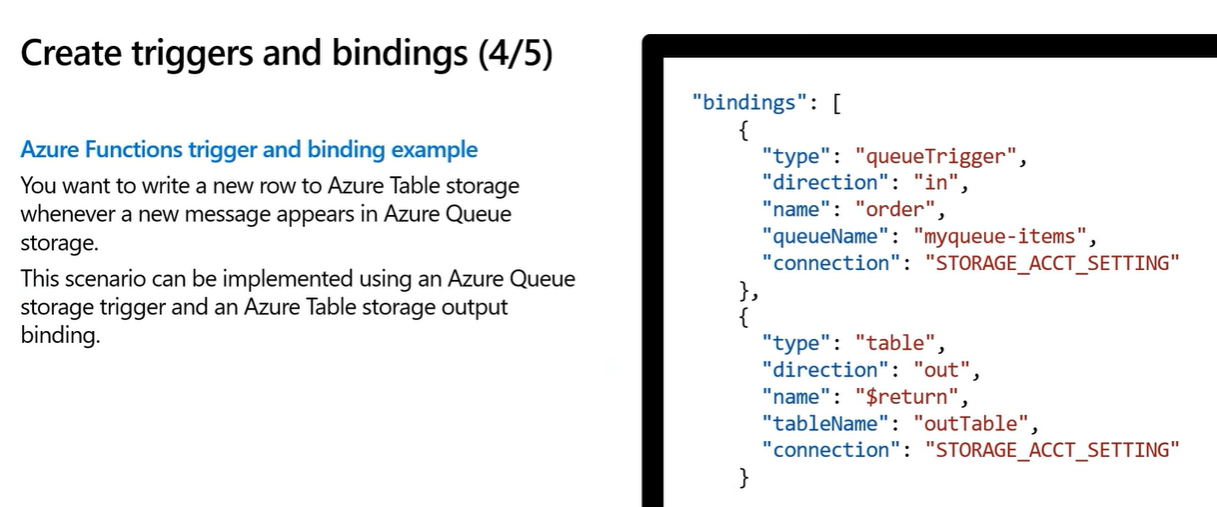 Create triggers and bindings (4/5)
Azure Functions trigger and binding example
You want to write a new row to Azure Table storage
whenever a new message appears in Azure Queue
storage.
This scenario can be implemented using an Azure Queue
storage trigger and an Azure Table storage output
binding.
"bindings": [
{
"type": "queueTrigger",
"direction": "in",
"name": "order",
"queueName": "myqueue-items",
"connection": "STORAGE_ACCT_SETTING"
},
{
"type": "table",
"direction": "out",
"name": "$return",
"tableName": "outTable",
"connection": "STORAGE_ACCT_SETTING"
}